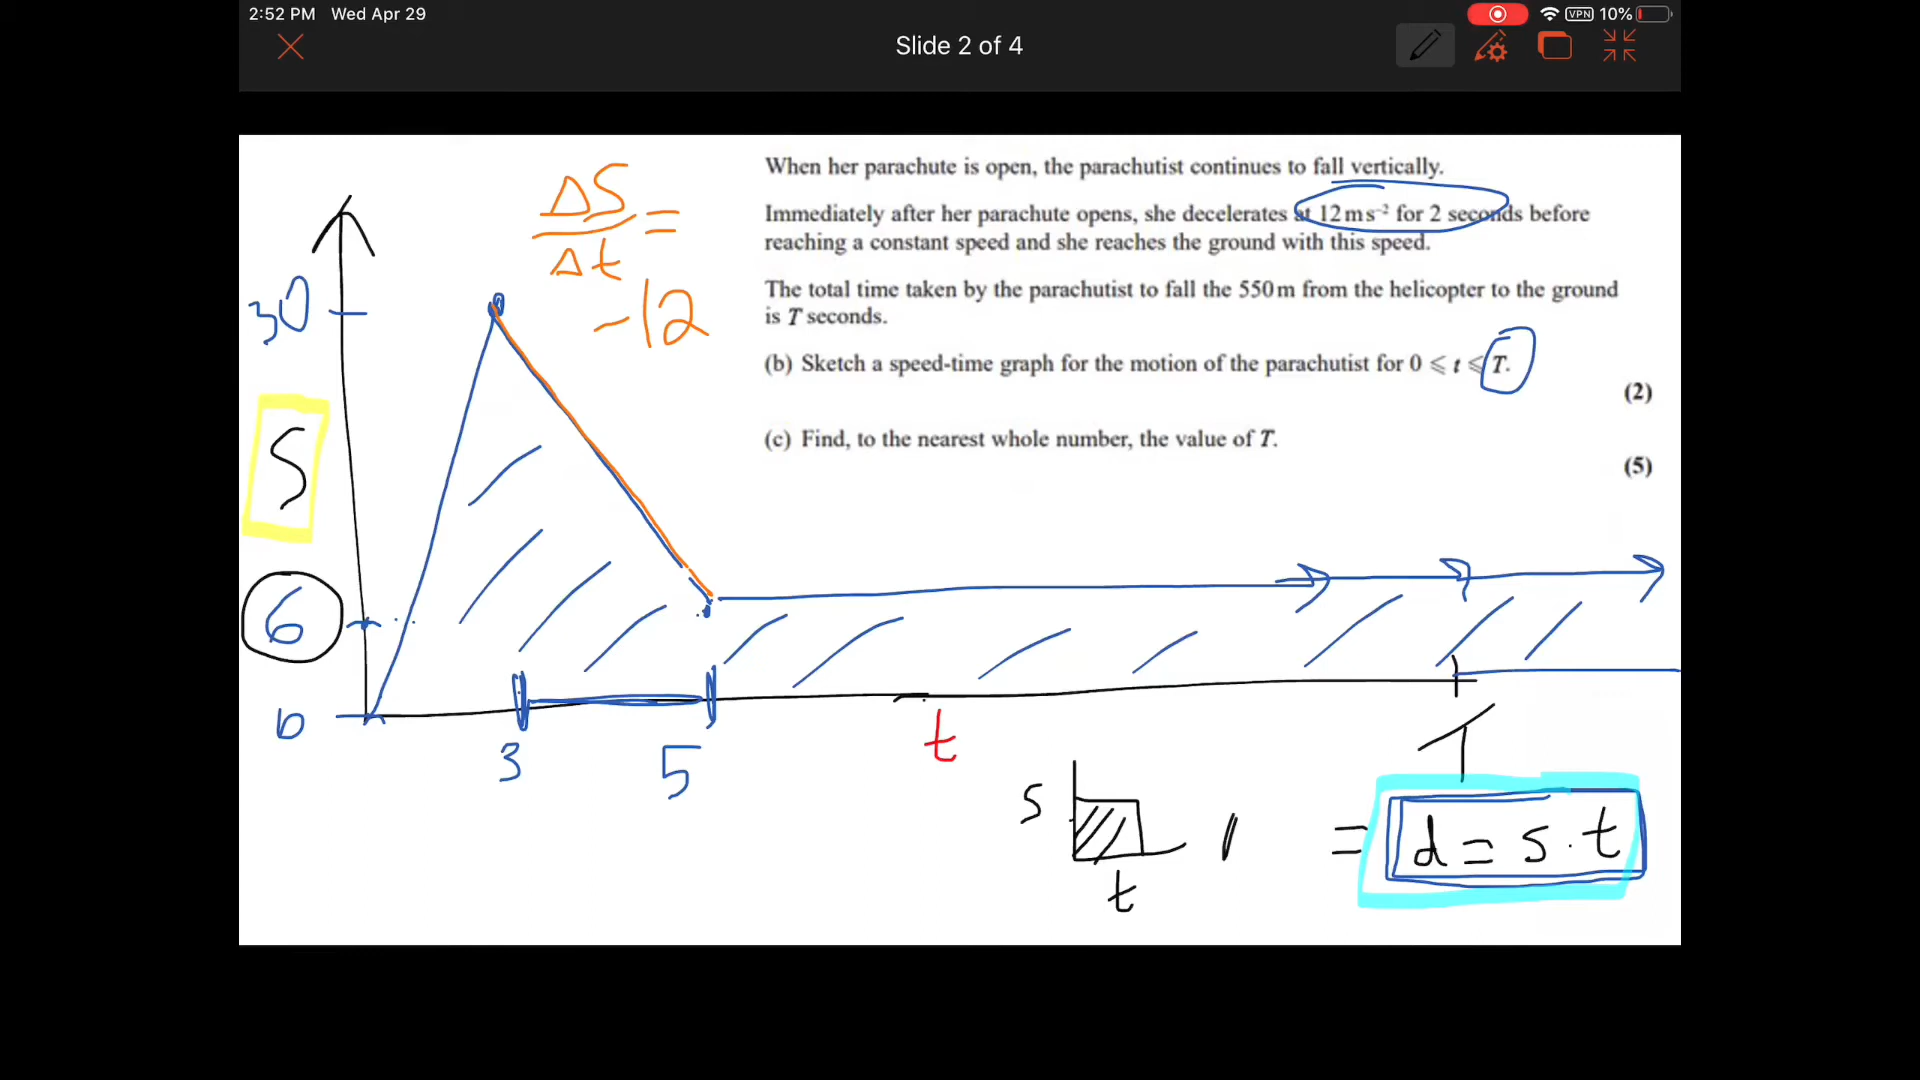 2:52 PM Wed Apr 29
VPN 10%
Slide 2 of 4
When her parachute is open, the parachutist continues to fall vertically.
Immediately after her parachute opens, she decelerates at 12 m s⁻² for 2 seconds before
reaching a constant speed and she reaches the ground with this speed.
The total time taken by the parachutist to fall the 550 m from the helicopter to the ground
is T seconds.
(b) Sketch a speed-time graph for the motion of the parachutist for 0 ⩽ t ⩽ T.
(2)
(c) Find, to the nearest whole number, the value of T.
(5)
ΔS
Δt
=
-12
30
S
6
0
3
5
t
T
S
t
= d = s · t